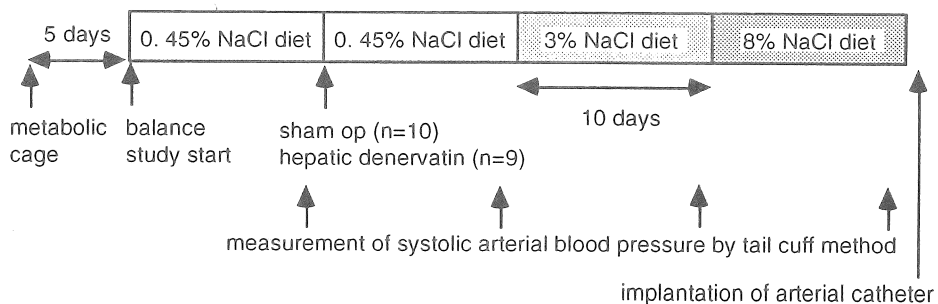 5 days
0. 45% NaCl diet
0. 45% NaCl diet
3% NaCl diet
8% NaCl diet
10 days
metabolic
cage
balance
study start
sham op (n=10)
hepatic denervatin (n=9)
measurement of systolic arterial blood pressure by tail cuff method
implantation of arterial catheter